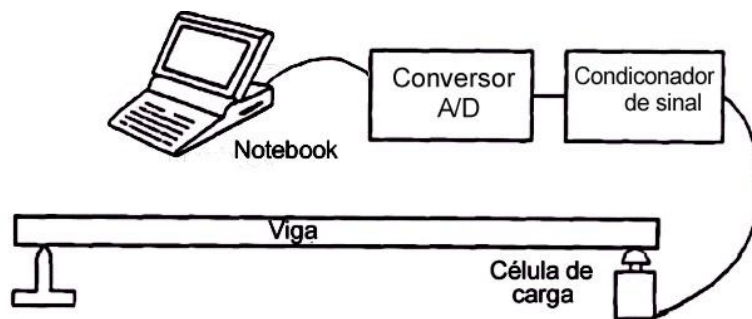 Conversor
A/D
Condiconador
de sinal
Notebook
Viga
Célula de
carga